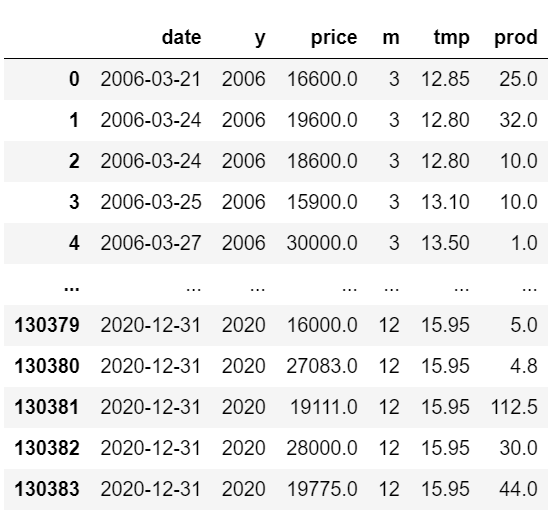 date y price m tmp prod
0 2006-03-21 2006 16600.0 3 12.85 25.0
1 2006-03-24 2006 19600.0 3 12.80 32.0
2 2006-03-24 2006 18600.0 3 12.80 10.0
3 2006-03-25 2006 15900.0 3 13.10 10.0
4 2006-03-27 2006 30000.0 3 13.50 1.0
... ... ... ... ... ... ...
130379 2020-12-31 2020 16000.0 12 15.95 5.0
130380 2020-12-31 2020 27083.0 12 15.95 4.8
130381 2020-12-31 2020 19111.0 12 15.95 112.5
130382 2020-12-31 2020 28000.0 12 15.95 30.0
130383 2020-12-31 2020 19775.0 12 15.95 44.0